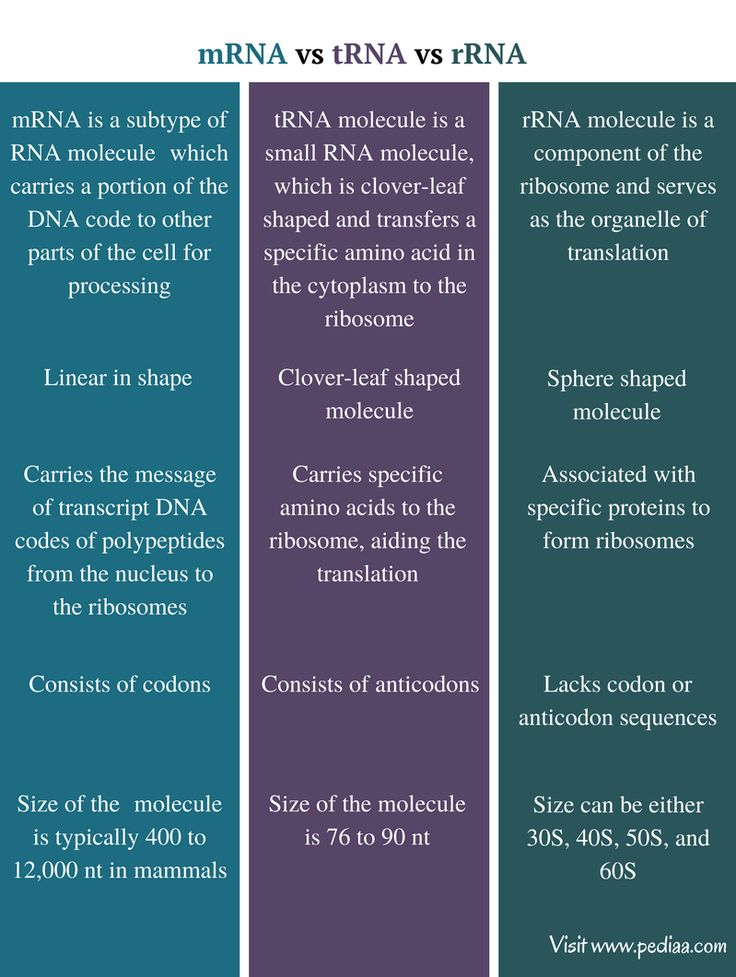 mRNA vs tRNA vs rRNA
mRNA is a subtype of
RNA molecule which
carries a portion of the
DNA code to other
parts of the cell for
processing
Linear in shape
Carries the message
of transcript DNA
codes of polypeptides
from the nucleus to
the ribosomes
Consists of codons
Size of the molecule
is typically 400 to
12,000 nt in mammals
tRNA molecule is a
small RNA molecule,
which is clover-leaf
shaped and transfers a
specific amino acid in
the cytoplasm to the
ribosome
Clover-leaf shaped
molecule
Carries specific
amino acids to the
ribosome, aiding the
translation
Consists of anticodons
Size of the molecule
is 76 to 90 nt
rRNA molecule is a
component of the
ribosome and serves
as the organelle of
translation
Sphere shaped
molecule
Associated with
specific proteins to
form ribosomes
Lacks codon or
anticodon sequences
Size can be either
30S, 40S, 50S, and
60S
Visit www.pediaa.com